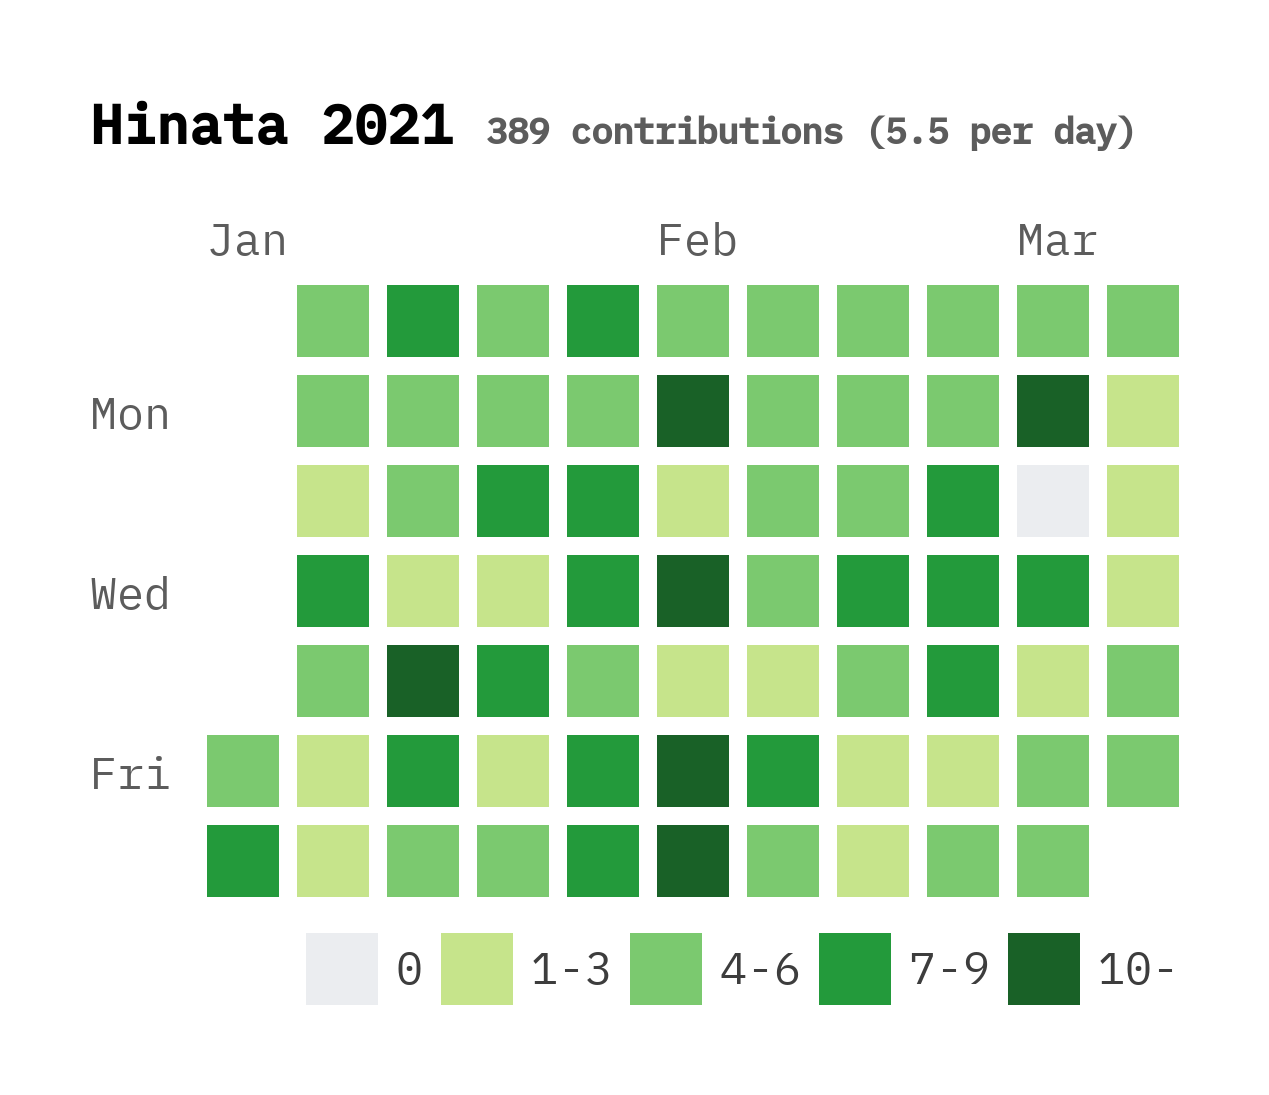 Hinata 2021 389 contributions (5.5 per day)
Jan Feb Mar
Mon
Wed
Fri
0 1-3 4-6 7-9 10-